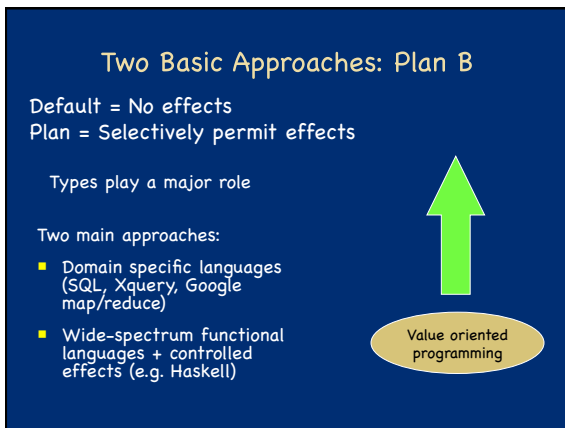 Two Basic Approaches: Plan B
Default = No effects
Plan = Selectively permit effects
Types play a major role
Two main approaches:
Domain specific languages
(SQL, Xquery, Google
map/reduce)
Wide-spectrum functional
languages + controlled
effects (e.g. Haskell)
Value oriented
programming